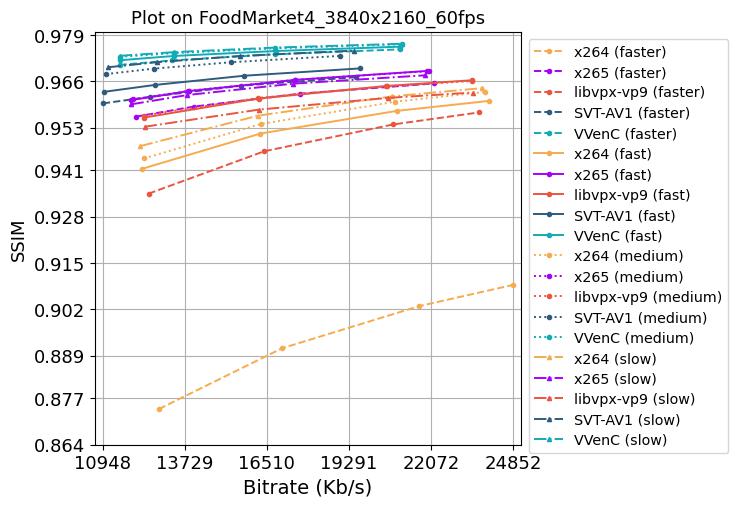 Plot on FoodMarket4_3840x2160_60fps
0.979
0.966
0.953
0.941
0.928
0.915
0.902
0.889
0.877
0.864
SSIM
10948 13729 16510 19291 22072 24852
Bitrate (Kb/s)
x264 (faster)
x265 (faster)
libvpx-vp9 (faster)
SVT-AV1 (faster)
VVenC (faster)
x264 (fast)
x265 (fast)
libvpx-vp9 (fast)
SVT-AV1 (fast)
VVenC (fast)
x264 (medium)
x265 (medium)
libvpx-vp9 (medium)
SVT-AV1 (medium)
VVenC (medium)
x264 (slow)
x265 (slow)
libvpx-vp9 (slow)
SVT-AV1 (slow)
VVenC (slow)